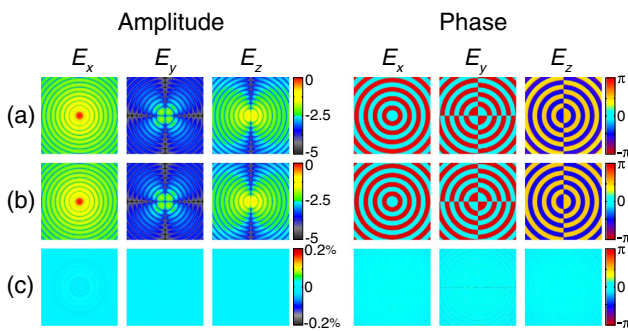 Amplitude Phase
Ex Ey Ez Ex Ey Ez
(a) 0 -2.5 -5 π 0 -π
(b) 0 -2.5 -5 π 0 -π
(c) 0.2% 0 -0.2% π 0 -π